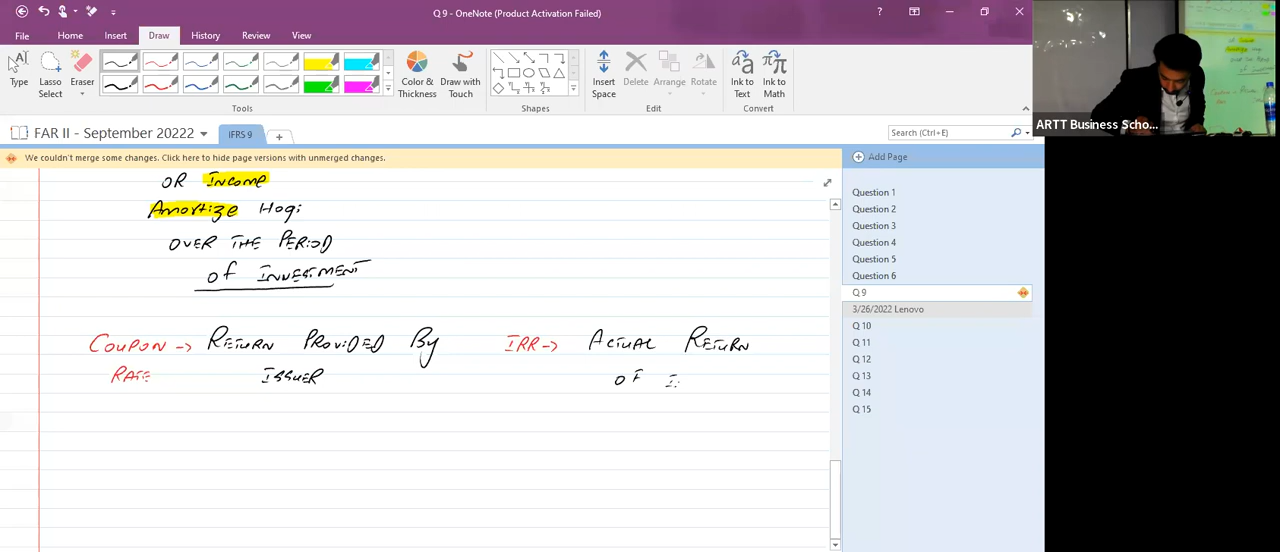 Q 9 - OneNote (Product Activation Failed)
File Home Insert Draw History Review View
Type
Lasso Select
Eraser
Color & Thickness
Draw with Touch
Insert Space
Delete
Arrange
Rotate
Ink to Text
Ink to Math
Tools
Shapes
Edit
Convert
ARTT Business Scho...
FAR II - September 20222
IFRS 9
Search (Ctrl+E)
We couldn't merge some changes. Click here to hide page versions with unmerged changes.
Add Page
OR INCOME
Amortize Hogi
OVER THE PERIOD
OF INVESTMENT
COUPON → RETURN PROVIDED By
RATE ISSUER
IRR → ACTUAL RETURN
OF
Question 1
Question 2
Question 3
Question 4
Question 5
Question 6
Q 9
3/26/2022 Lenovo
Q 10
Q 11
Q 12
Q 13
Q 14
Q 15